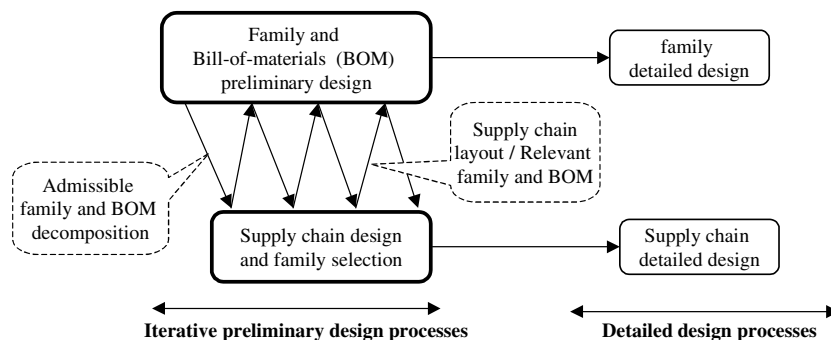 Family and
Bill-of-materials (BOM)
preliminary design
family
detailed design
Supply chain
layout / Relevant
family and BOM
Admissible
family and BOM
decomposition
Supply chain design
and family selection
Supply chain
detailed design
Iterative preliminary design processes
Detailed design processes